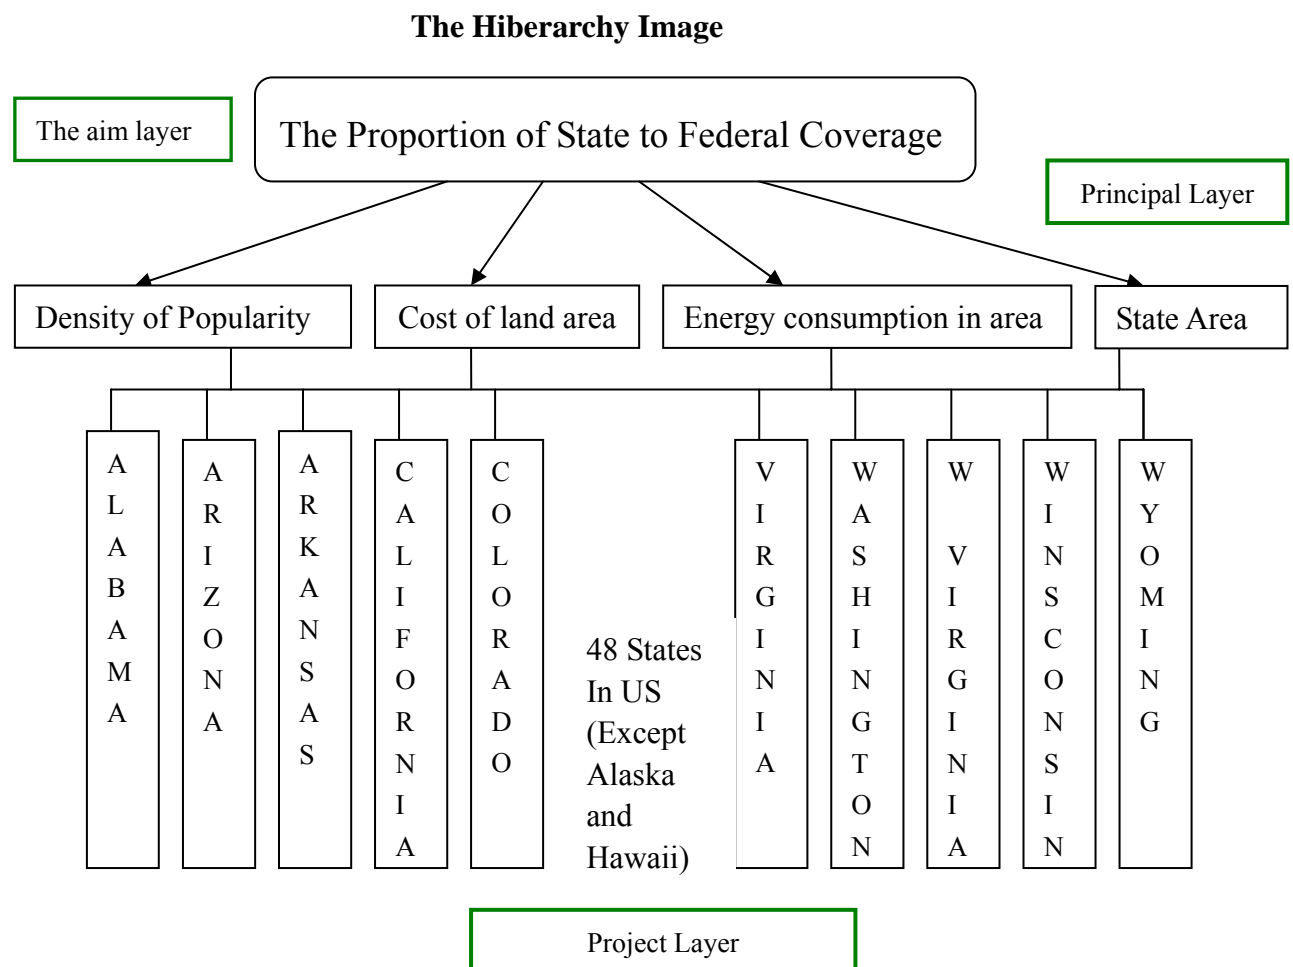 The Hiberarchy Image
The aim layer
The Proportion of State to Federal Coverage
Principal Layer
Density of Popularity
Cost of land area
Energy consumption in area
State Area
ALABAMA
ARIZONA
ARKANSAS
CALIFORNIA
COLORADO
48 States
In US
(Except
Alaska
and
Hawaii)
VIRGINIA
WASHINGTON
W VIRGINIA
WINSCONSIN
WYOMING
Project Layer